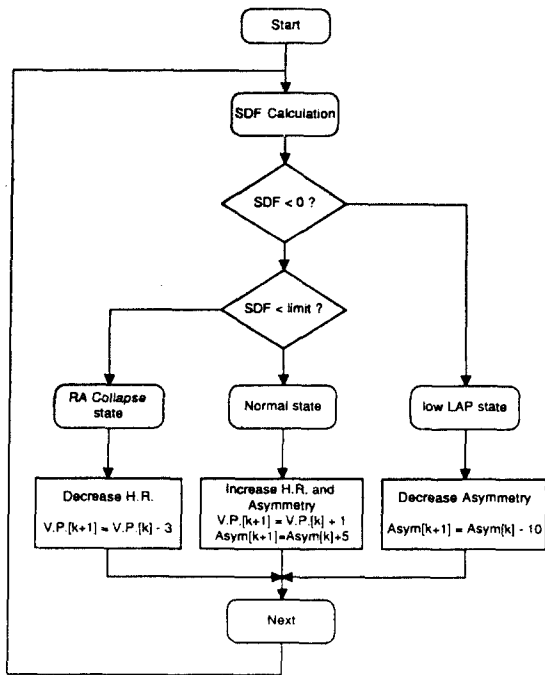 Start
SDF Calculation
SDF < 0 ?
SDF < limit ?
RA Collapse
state
Normal state
low LAP state
Decrease H.R.
V.P.[k+1] = V.P.[k] - 3
Increase H.R. and
Asymmetry
V.P.[k+1] = V.P.[k] + 1
Asym[k+1]=Asym[k]+5
Decrease Asymmetry
Asym[k+1] = Asym[k] - 10
Next